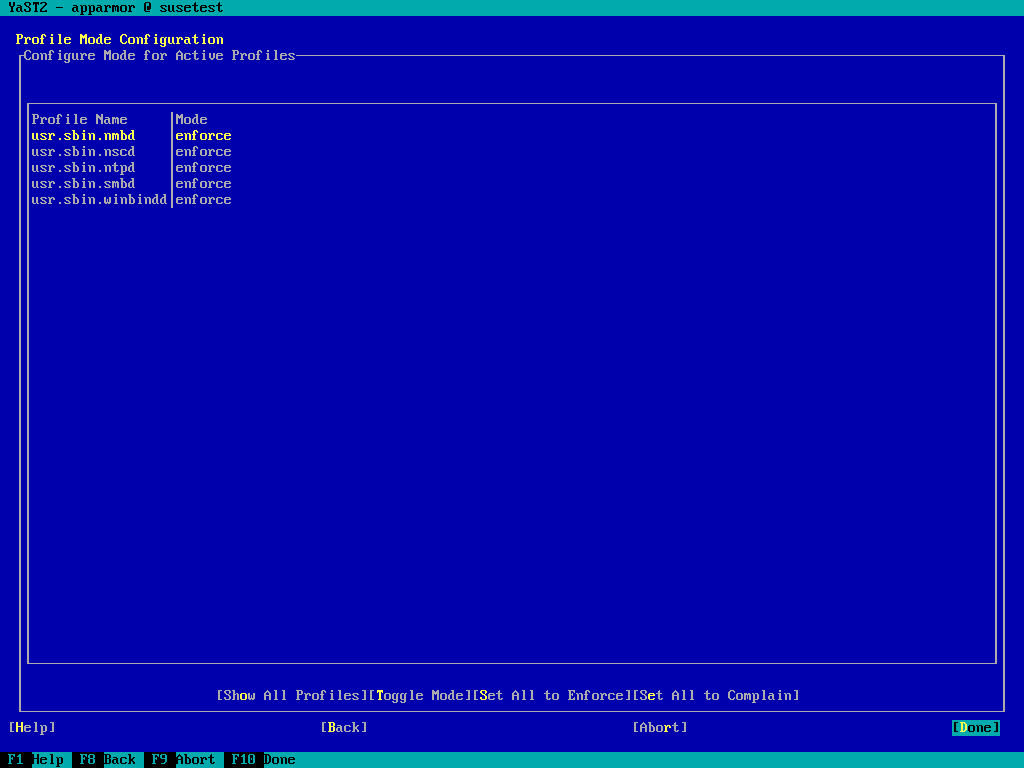 YaST2 - apparmor @ susetest
Profile Mode Configuration
Configure Mode for Active Profiles
Profile Name |Mode
usr.sbin.nmbd |enforce
usr.sbin.nscd |enforce
usr.sbin.ntpd |enforce
usr.sbin.smbd |enforce
usr.sbin.winbindd|enforce
[Show All Profiles][Toggle Mode][Set All to Enforce][Set All to Complain]
[Help] [Back] [Abort] [Done]
F1 Help F8 Back F9 Abort F10 Done